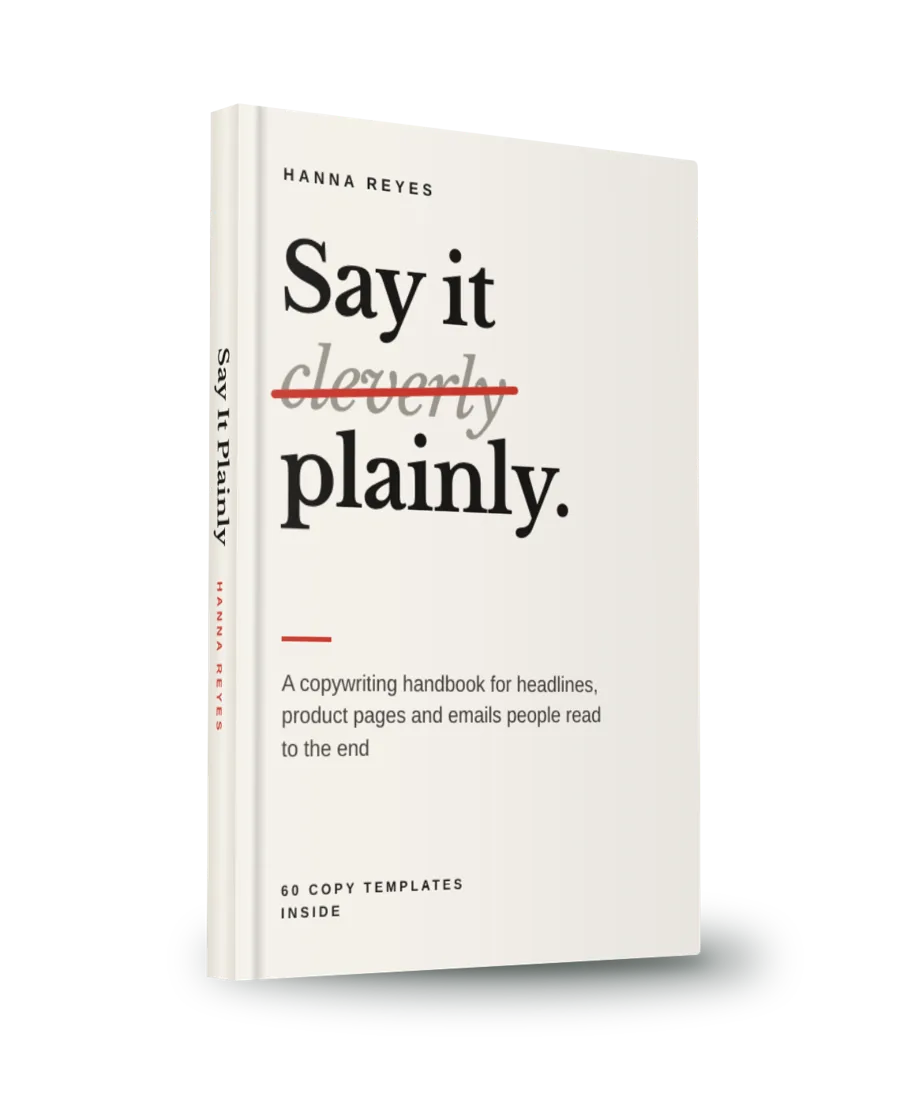 HANNA REYES
Say it
cleverly
plainly.
A copywriting handbook for headlines,
product pages and emails people read
to the end
60 COPY TEMPLATES
INSIDE
Say It Plainly
HANNA REYES